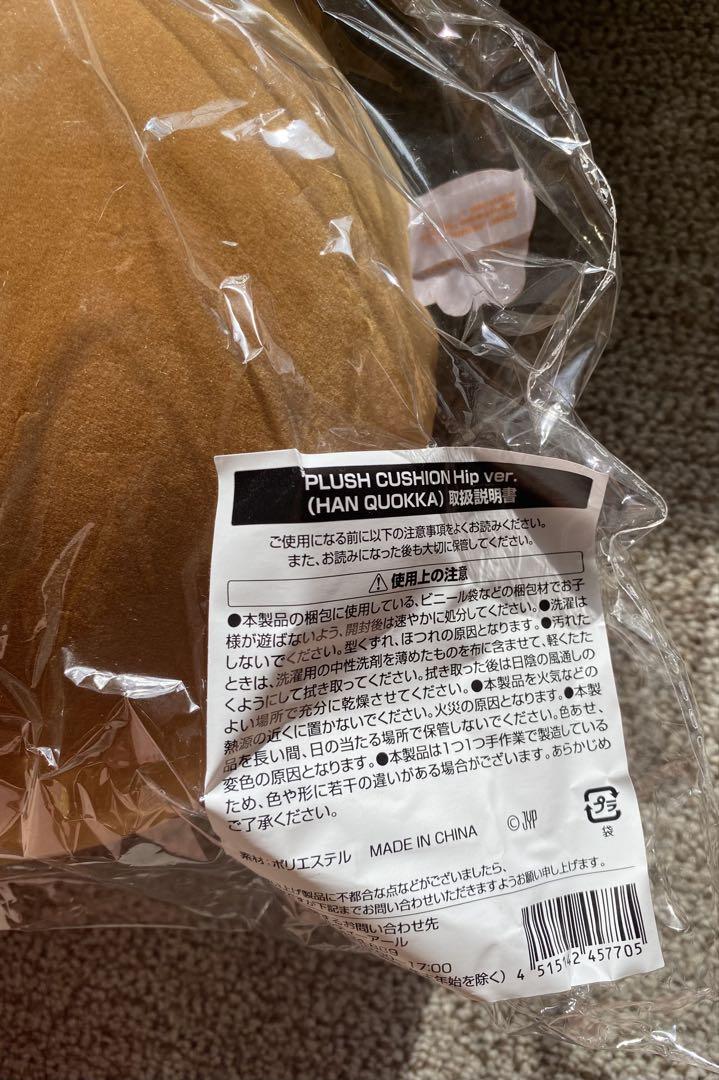 PLUSH CUSHION Hip ver.
(HAN QUOKKA) 取扱説明書
ご使用になる前に以下の注意事項をよくお読みください。
また、お読みになった後も大切に保管してください。
使用上の注意
●本製品の梱包に使用している、ビニール袋などの梱包材でお子
様が遊ばないよう、開封後は速やかに処分してください。●洗濯は
しないでください。型くずれ、ほつれの原因となります。●汚れた
ときは、洗濯用の中性洗剤を薄めたものを布に含ませて、軽くたた
くようにして拭き取ってください。拭き取った後は日陰の風通しの
よい場所で充分に乾燥させてください。●本製品を火気などの
熱源の近くに置かないでください。火災の原因となります。●本製
品を長い間、日の当たる場所で保管しないでください。色あせ、
変色の原因となります。●本製品は1つ1つ手作業で製造している
ため、色や形に若干の違いがある場合がございます。あらかじめ
ご了承ください。
プラ
袋
素材:ポリエステル MADE IN CHINA ©JYP
上げ製品に不都合な点などがございましたら、
下記までお問い合わせいただきますようお願い申し上げます。
するお問い合わせ先
アール
17:00
年始を除く)
4 515142 457705